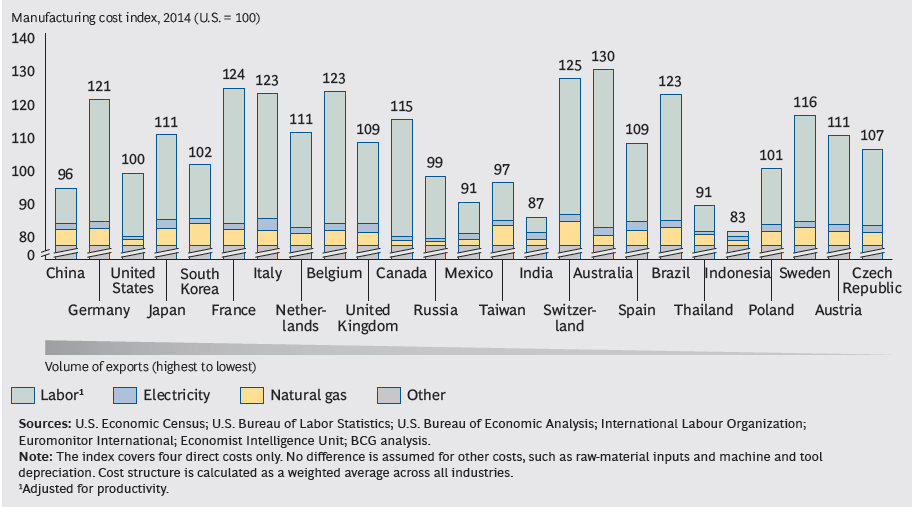 Manufacturing cost index, 2014 (U.S. = 100)
140
130
120
110
100
90
80
0
96
121
100
111
102
124
123
111
123
109
115
99
91
97
87
125
130
109
123
91
83
101
116
111
107
China
Germany
United
States
Japan
South
Korea
France
Italy
Nether-
lands
Belgium
United
Kingdom
Canada
Russia
Mexico
Taiwan
India
Switzer-
land
Australia
Spain
Brazil
Thailand
Indonesia
Poland
Sweden
Austria
Czech
Republic
Volume of exports (highest to lowest)
Labor¹
Electricity
Natural gas
Other
Sources: U.S. Economic Census; U.S. Bureau of Labor Statistics; U.S. Bureau of Economic Analysis; International Labour Organization;
Euromonitor International; Economist Intelligence Unit; BCG analysis.
Note: The index covers four direct costs only. No difference is assumed for other costs, such as raw-material inputs and machine and tool
depreciation. Cost structure is calculated as a weighted average across all industries.
¹Adjusted for productivity.